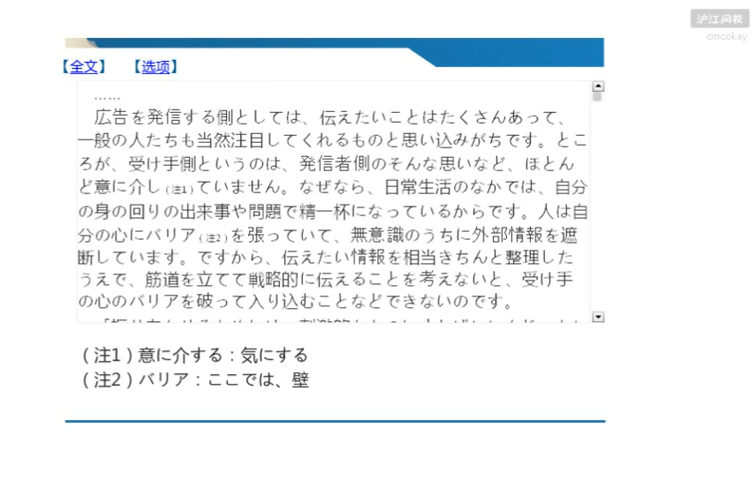 沪江网校
cincokay
【全文】 【选项】
……
広告を発信する側としては、伝えたいことはたくさんあって、
一般の人たちも当然注目してくれるものと思い込みがちです。とこ
ろが、受け手側というのは、発信者側のそんな思いなど、ほとん
ど意に介し(注1)ていません。なぜなら、日常生活のなかでは、自分
の身の回りの出来事や問題で精一杯になっているからです。人は自
分の心にバリア(注2)を張っていて、無意識のうちに外部情報を遮
断しています。ですから、伝えたい情報を相当きちんと整理した
うえで、筋道を立てて戦略的に伝えることを考えないと、受け手
の心のバリアを破って入り込むことなどできないのです。
(注1)意に介する:気にする
(注2)バリア:ここでは、壁